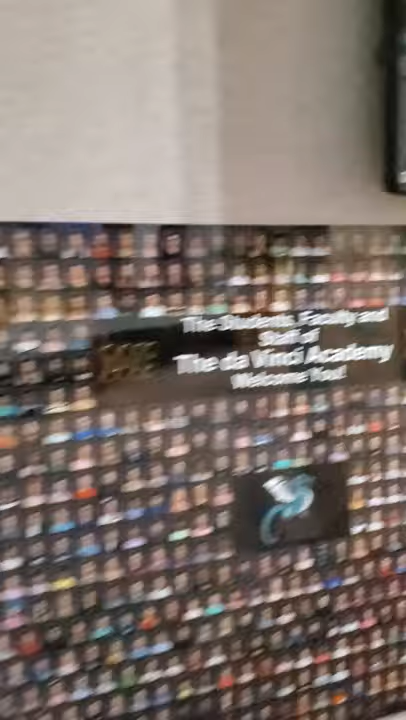 The Students, Faculty and
Staff of
The da Vinci Academy
Welcome You!